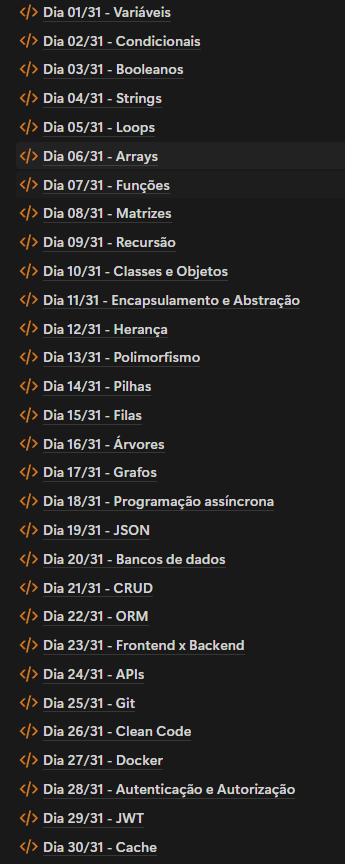 </> Dia 01/31 - Variáveis
</> Dia 02/31 - Condicionais
</> Dia 03/31 - Booleanos
</> Dia 04/31 - Strings
</> Dia 05/31 - Loops
</> Dia 06/31 - Arrays
</> Dia 07/31 - Funções
</> Dia 08/31 - Matrizes
</> Dia 09/31 - Recursão
</> Dia 10/31 - Classes e Objetos
</> Dia 11/31 - Encapsulamento e Abstração
</> Dia 12/31 - Herança
</> Dia 13/31 - Polimorfismo
</> Dia 14/31 - Pilhas
</> Dia 15/31 - Filas
</> Dia 16/31 - Árvores
</> Dia 17/31 - Grafos
</> Dia 18/31 - Programação assíncrona
</> Dia 19/31 - JSON
</> Dia 20/31 - Bancos de dados
</> Dia 21/31 - CRUD
</> Dia 22/31 - ORM
</> Dia 23/31 - Frontend x Backend
</> Dia 24/31 - APIs
</> Dia 25/31 - Git
</> Dia 26/31 - Clean Code
</> Dia 27/31 - Docker
</> Dia 28/31 - Autenticação e Autorização
</> Dia 29/31 - JWT
</> Dia 30/31 - Cache